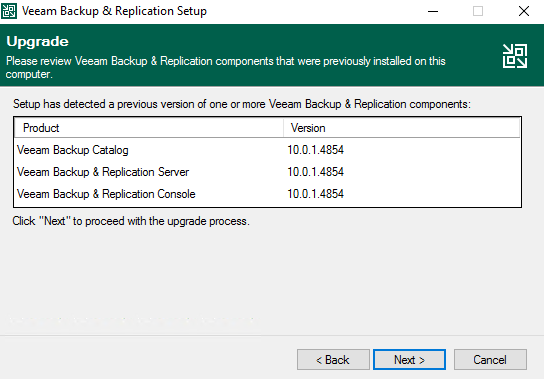 Veeam Backup & Replication Setup
Upgrade
Please review Veeam Backup & Replication components that were previously installed on this
computer.
Setup has detected a previous version of one or more Veeam Backup & Replication components:
Product Version
Veeam Backup Catalog 10.0.1.4854
Veeam Backup & Replication Server 10.0.1.4854
Veeam Backup & Replication Console 10.0.1.4854
Click "Next" to proceed with the upgrade process.
< Back Next > Cancel